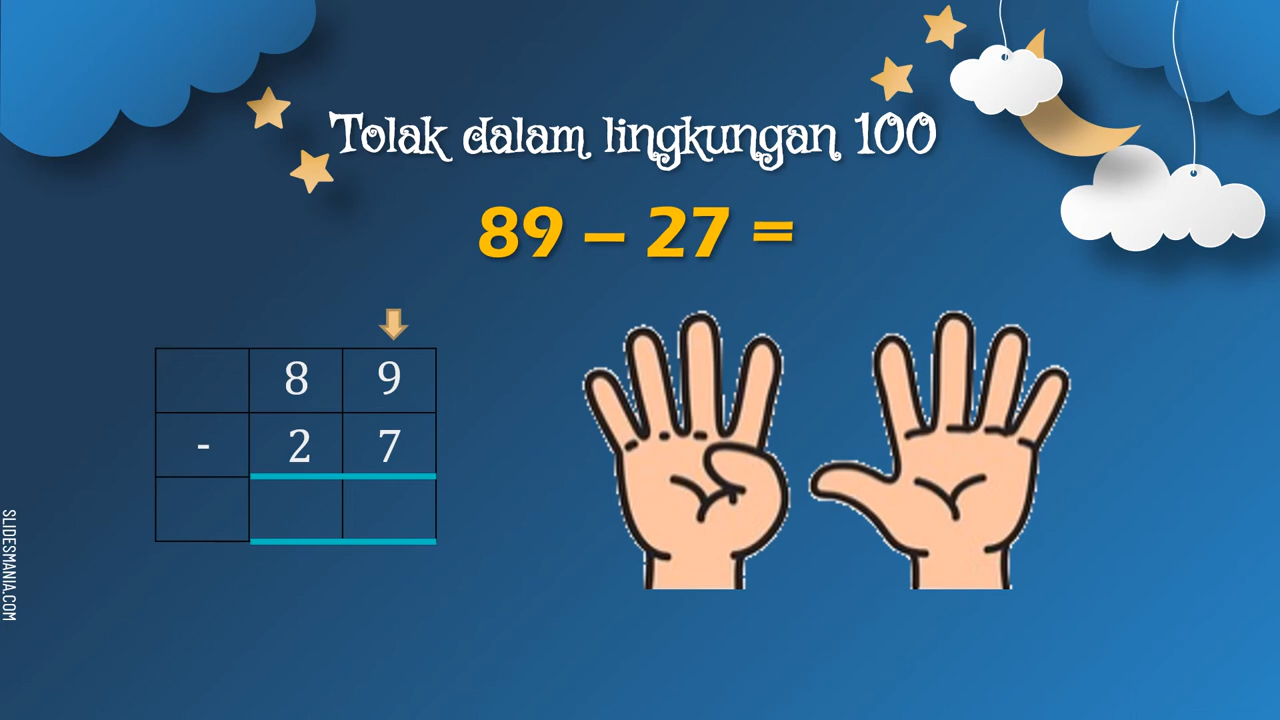 Tolak dalam lingkungan 100
89 – 27 =
8 9
- 2 7
SLIDESMANIA.COM